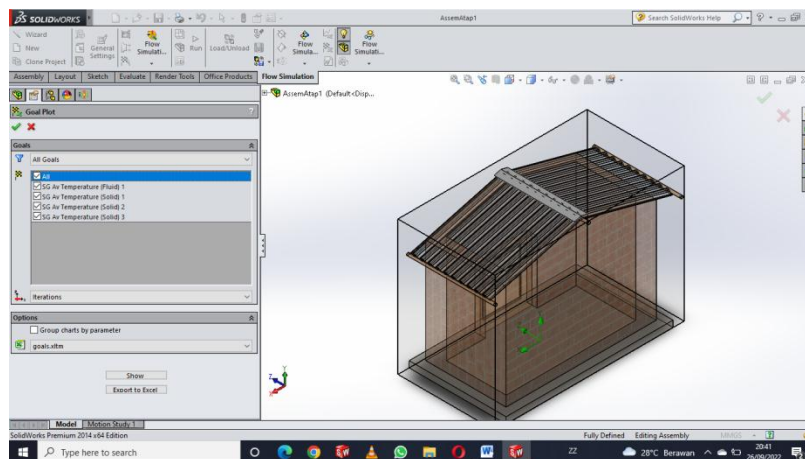 SOLIDWORKS
AssemAtap1
Search SolidWorks Help
Wizard
New
Clone Project
General Settings
Flow Simulati...
Run
Load/Unload
Flow Simula...
Flow Simulati...
Assembly
Layout
Sketch
Evaluate
Render Tools
Office Products
Flow Simulation
AssemAtap1 (Default<Disp...
Goal Plot
?
Goals
All Goals
All
SG Av Temperature (Fluid) 1
SG Av Temperature (Solid) 1
SG Av Temperature (Solid) 2
SG Av Temperature (Solid) 3
Iterations
Options
Group charts by parameter
goals.xltm
Show
Export to Excel
Y
Model
Motion Study 1
SolidWorks Premium 2014 x64 Edition
Fully Defined
Editing Assembly
MMGS
Type here to search
28°C Berawan
20:41
26/09/2022